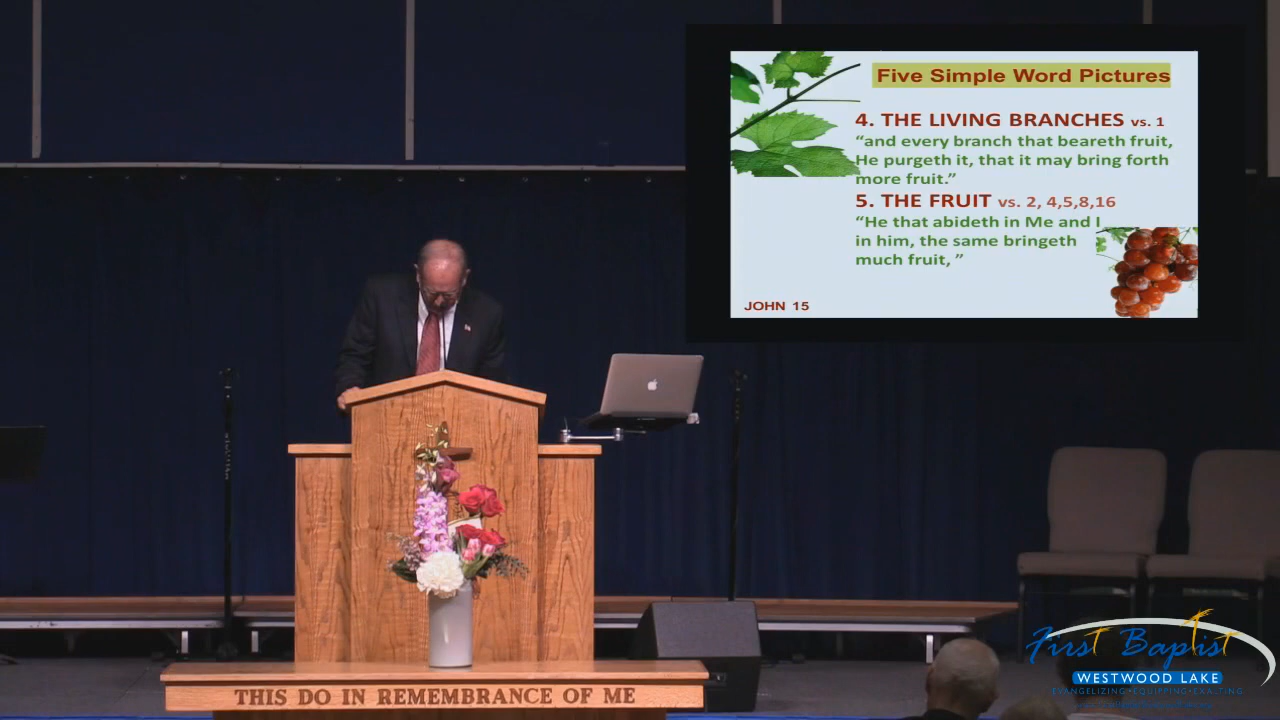 Five Simple Word Pictures
4. THE LIVING BRANCHES vs. 1
“and every branch that beareth fruit,
He purgeth it, that it may bring forth
more fruit.”
5. THE FRUIT vs. 2, 4,5,8,16
“He that abideth in Me and I
in him, the same bringeth
much fruit, ”
JOHN 15
THIS DO IN REMEMBRANCE OF ME
First Baptist
WESTWOOD LAKE
EVANGELIZING•EQUIPPING•EXALTING